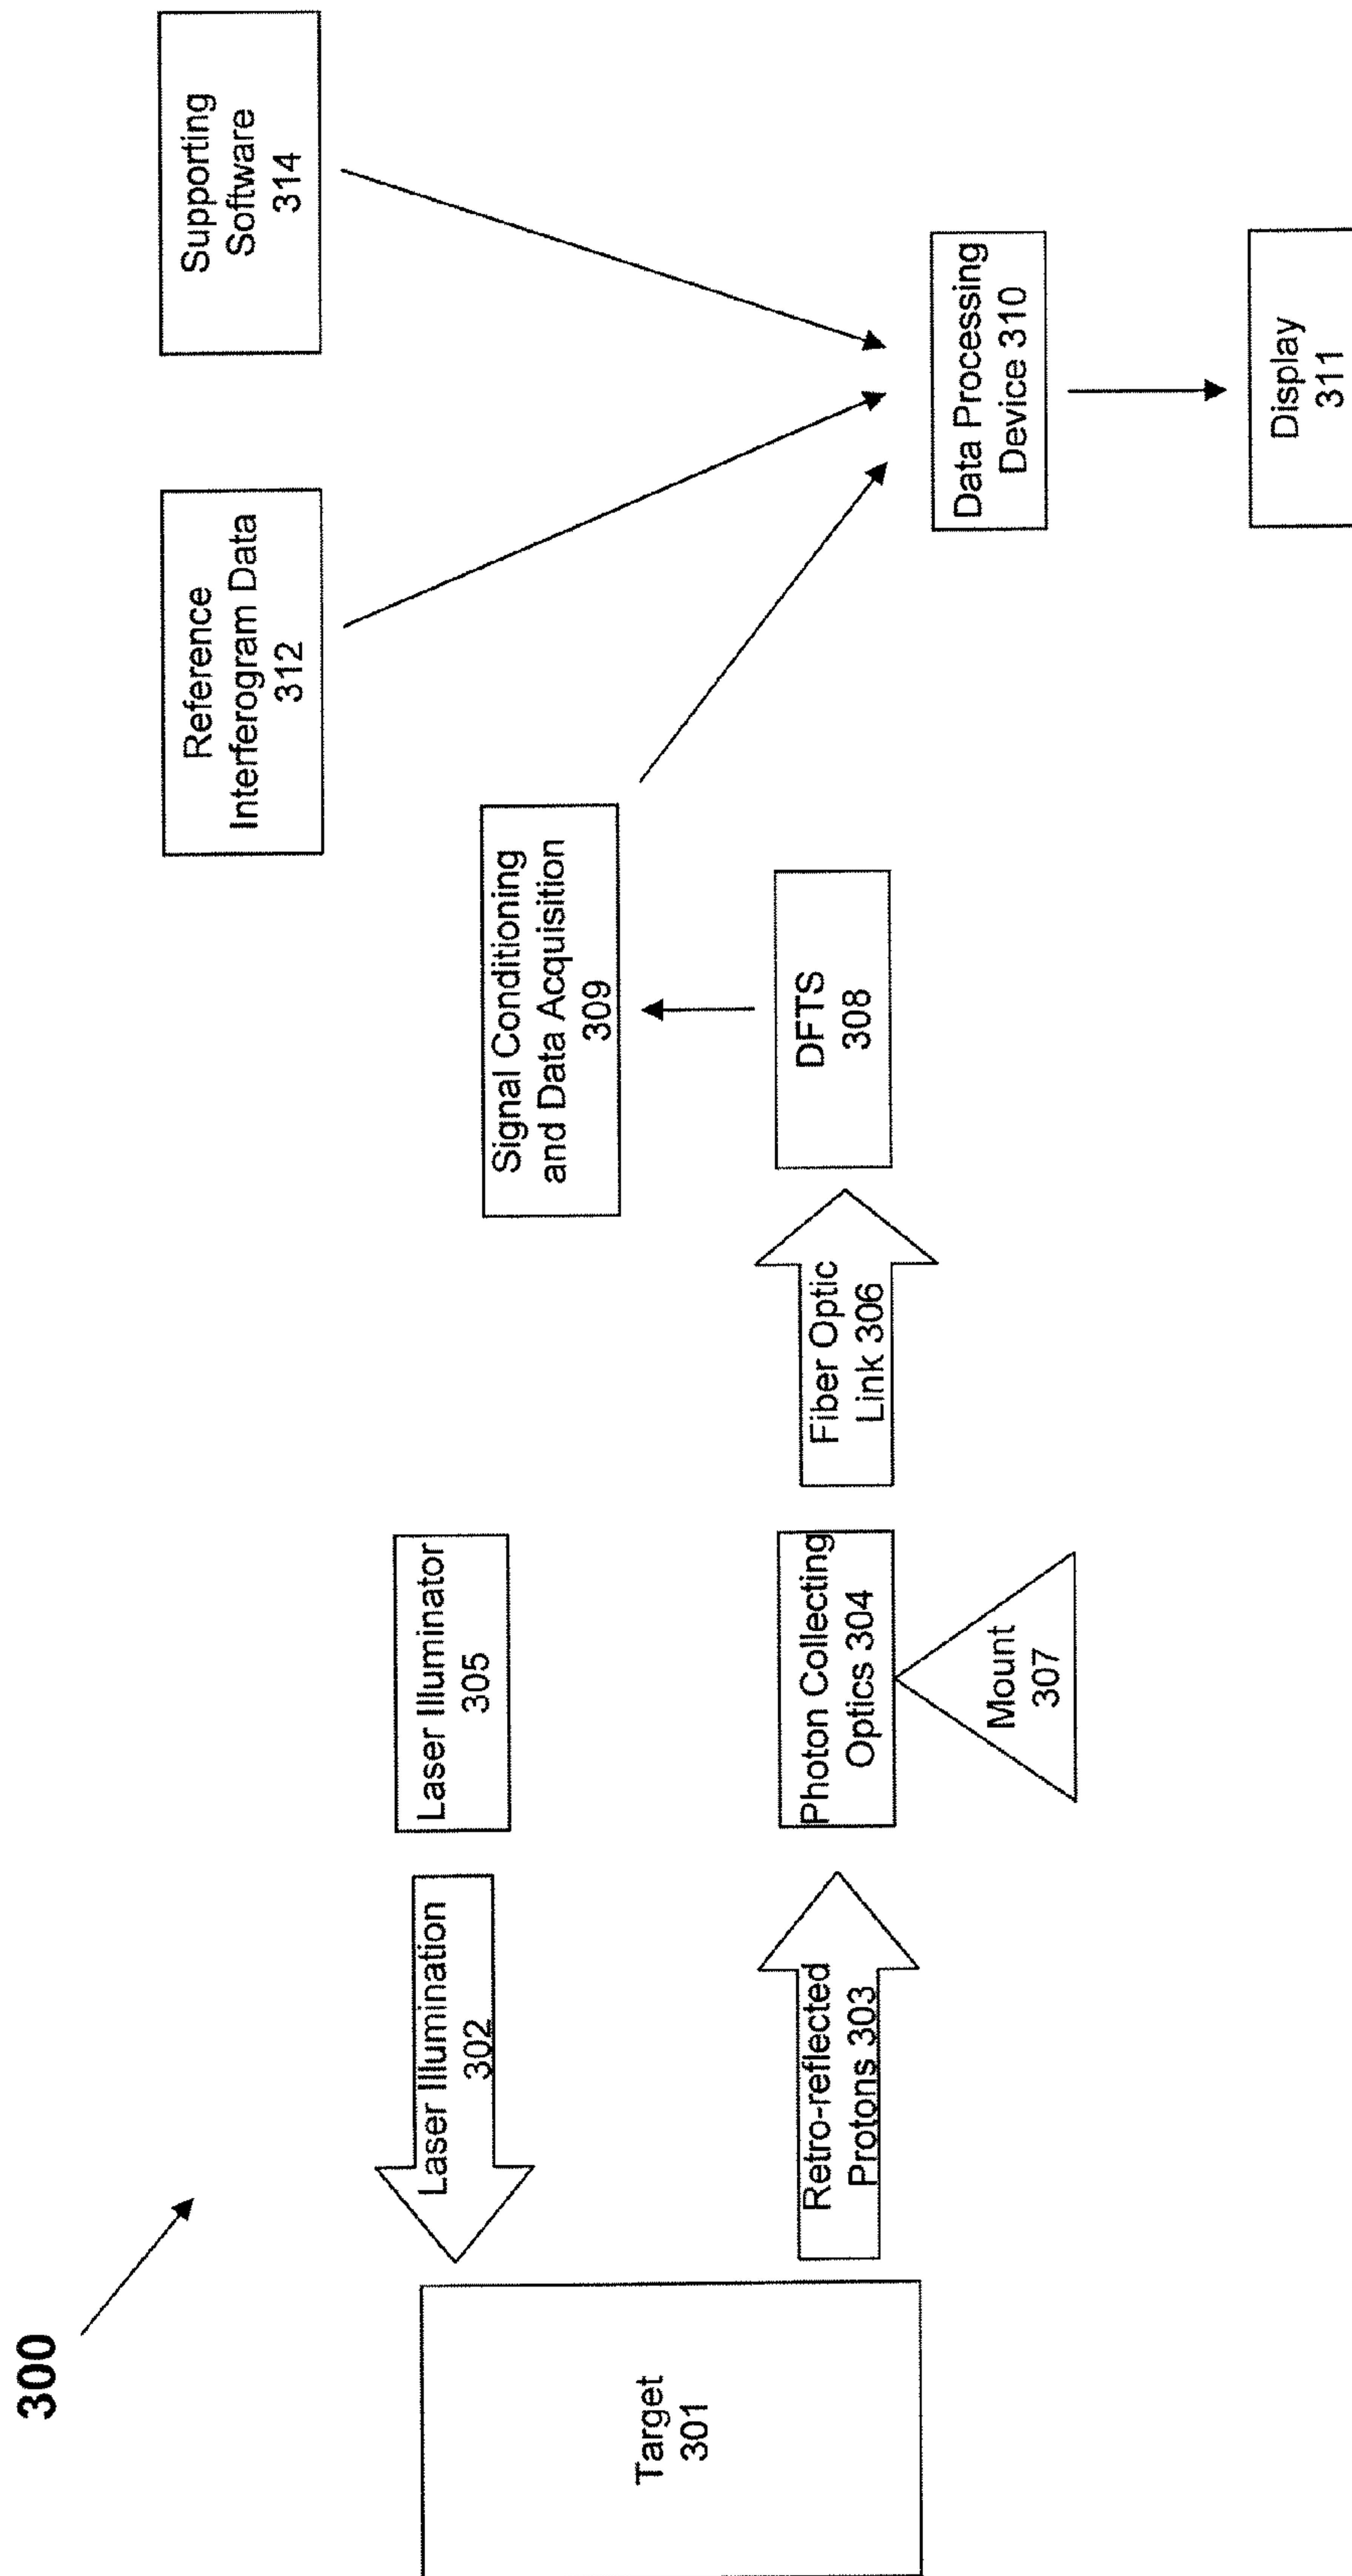 300
Target
301
Laser Illumination
302
Laser Illuminator
305
Retro-reflected
Protons 303
Photon Collecting
Optics 304
Mount
307
Fiber Optic
Link 306
DFTS
308
Signal Conditioning
and Data Acquisition
309
Reference
Interferogram Data
312
Supporting
Software
314
Data Processing
Device 310
Display
311